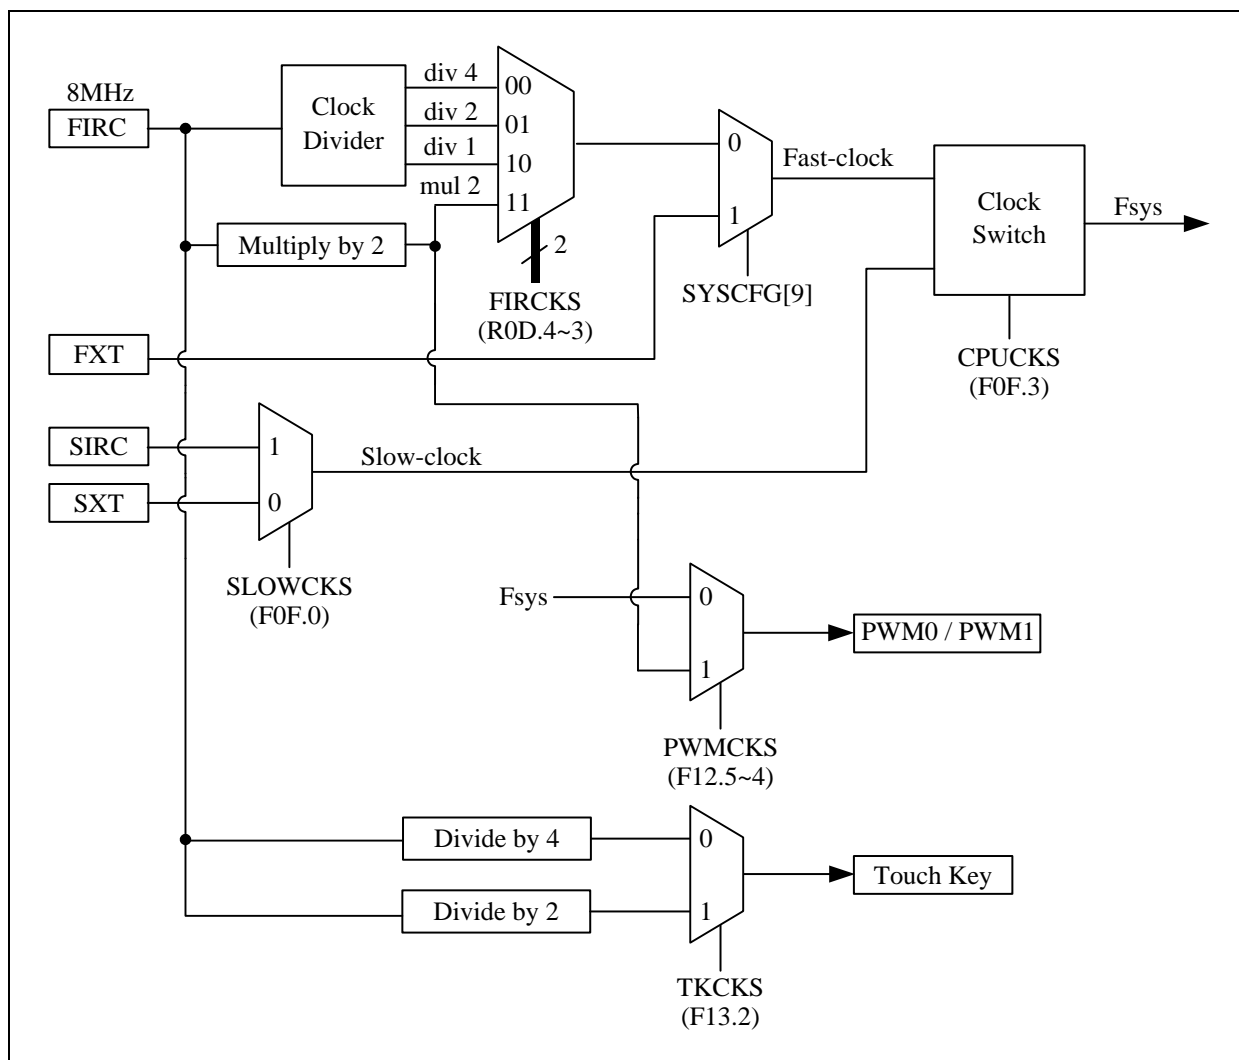 8MHz
FIRC
Clock
Divider
div 4
div 2
div 1
mul 2
00
01
10
11
Multiply by 2
2
FIRCKS
(R0D.4~3)
0
1
SYSCFG[9]
Fast-clock
Clock
Switch
Fsys
CPUCKS
(F0F.3)
FXT
SIRC
SXT
1
0
Slow-clock
SLOWCKS
(F0F.0)
Fsys
0
1
PWM0 / PWM1
PWMCKS
(F12.5~4)
Divide by 4
Divide by 2
0
1
Touch Key
TKCKS
(F13.2)